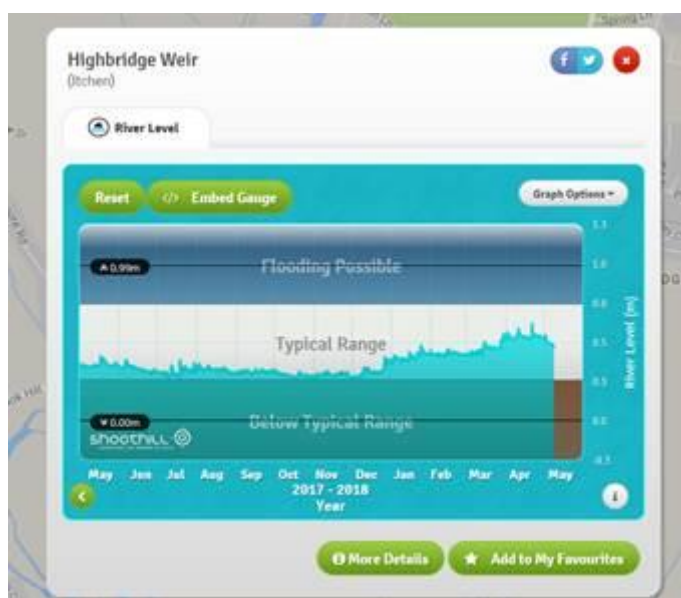 Highbridge Weir
(Itchen)
River Level
Reset
</> Embed Gauge
Graph Options
1.3
0.99m
Flooding Possible
1.0
Typical Range
River Level (m)
0.00m
Below Typical Range
0.0
shoothill
May Jun Jul Aug Sep Oct Nov Dec Jan Feb Mar Apr May
2017 - 2018
Year
More Details
Add to My Favourites